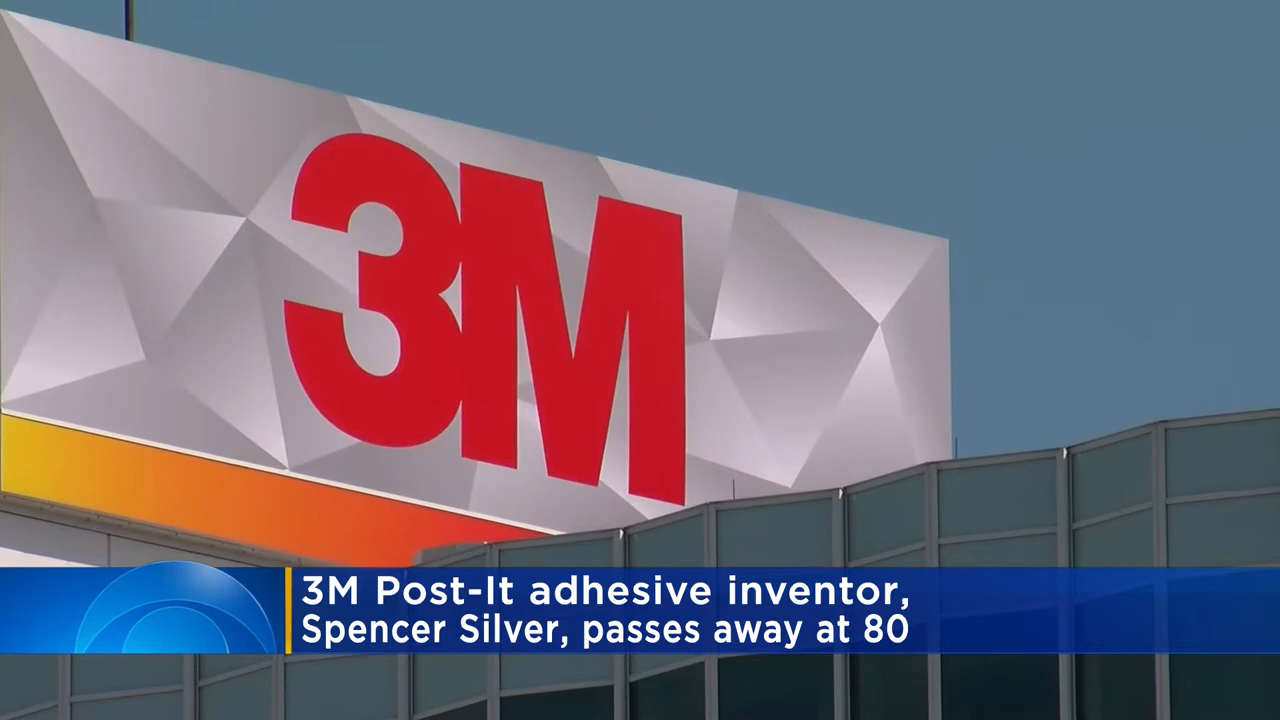 3M
3M Post-It adhesive inventor,
Spencer Silver, passes away at 80